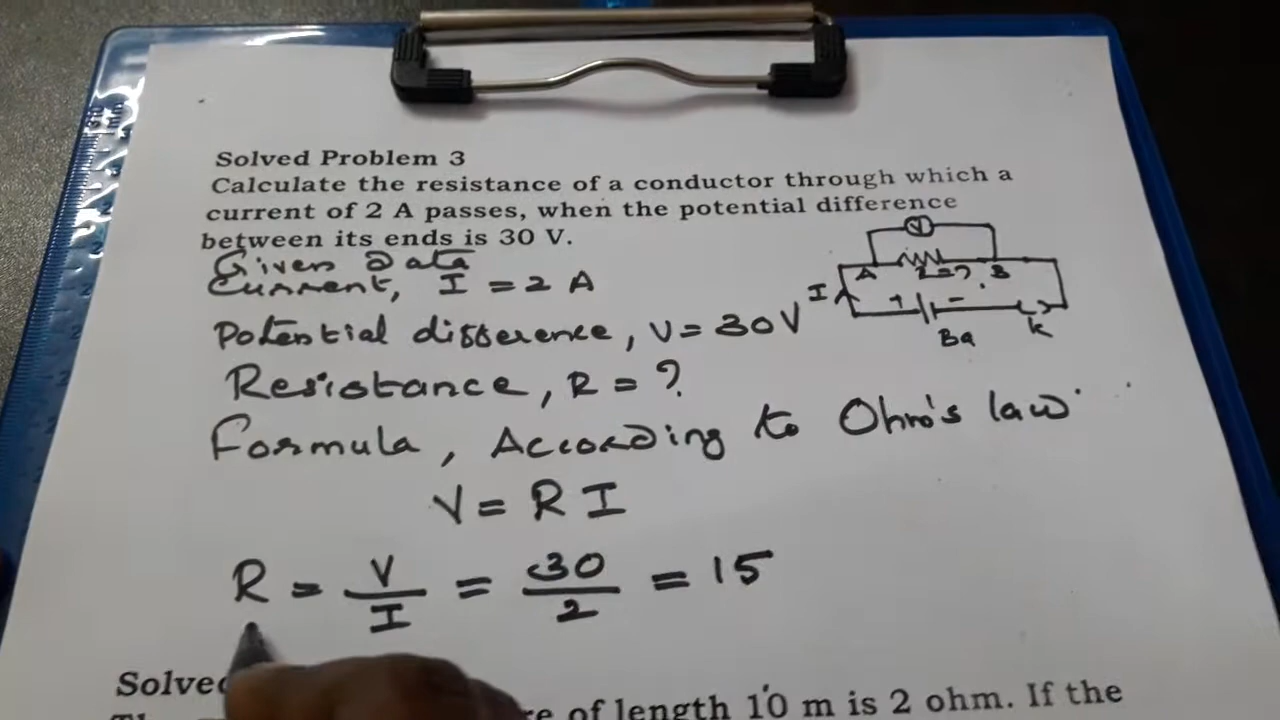 Solved Problem 3
Calculate the resistance of a conductor through which a
current of 2 A passes, when the potential difference
between its ends is 30 V.
Given Data
Current, I = 2 A
Potential difference, V = 30V
Resistance, R = ?
Formula, According to Ohm's law
V = R I
R = V/I = 30/2 = 15
V
A B
I + -
Ba K
Solved
of length 10 m is 2 ohm. If the